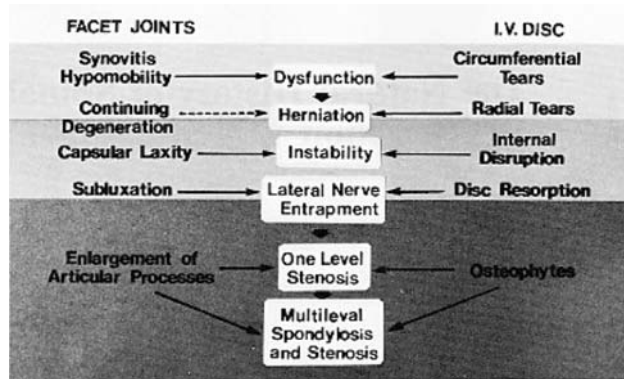 FACET JOINTS
I.V. DISC
Synovitis
Hypomobility
Dysfunction
Circumferential
Tears
Continuing
Degeneration
Herniation
Radial Tears
Capsular Laxity
Instability
Internal
Disruption
Subluxation
Lateral Nerve
Entrapment
Disc Resorption
Enlargement of
Articular Processes
One Level
Stenosis
Osteophytes
Multileval
Spondylosis
and Stenosis